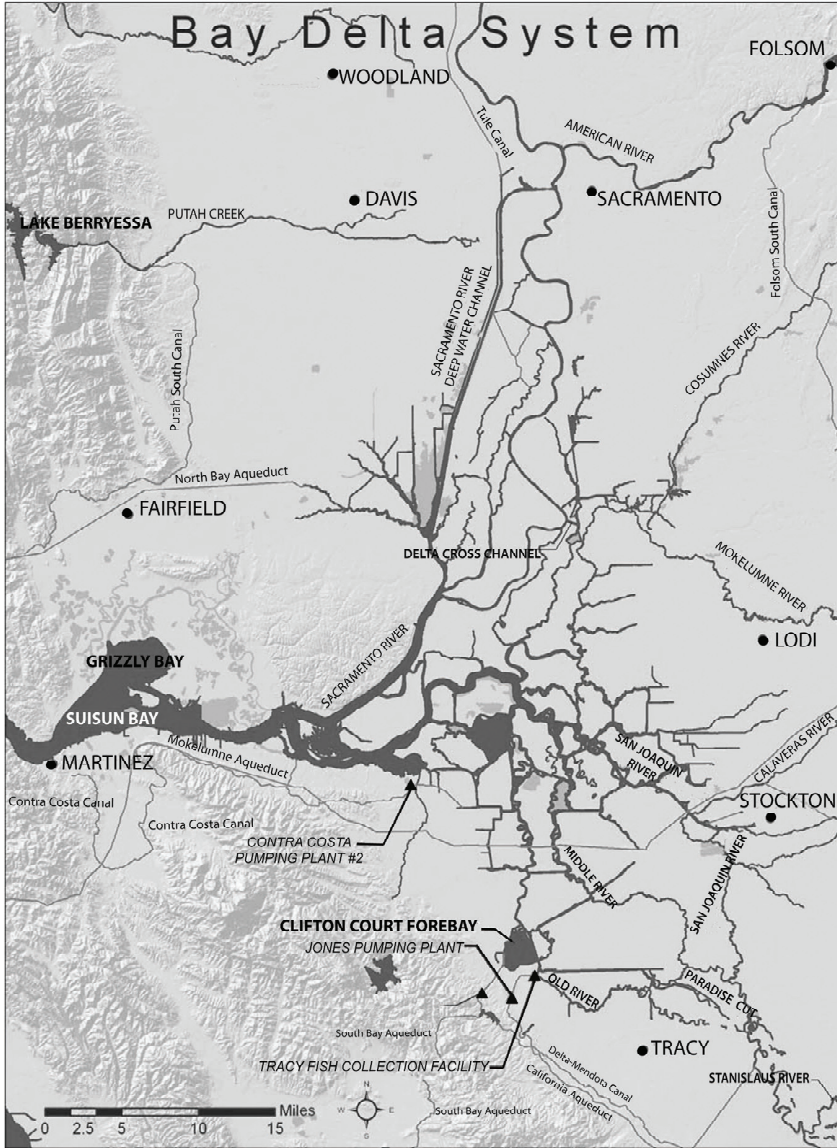 Bay Delta System
FOLSOM
WOODLAND
Tule Canal
AMERICAN RIVER
DAVIS
SACRAMENTO
PUTAH CREEK
LAKE BERRYESSA
Folsom South Canal
SACRAMENTO RIVER
DEEP WATER CHANNEL
Putah South Canal
COSUMNES RIVER
North Bay Aqueduct
FAIRFIELD
DELTA CROSS CHANNEL
MOKELUMNE RIVER
LODI
SACRAMENTO RIVER
GRIZZLY BAY
SUISUN BAY
Mokelumne Aqueduct
MARTINEZ
SAN JOAQUIN
RIVER
CALAVERAS RIVER
Contra Costa Canal
Contra Costa Canal
STOCKTON
CONTRA COSTA
PUMPING PLANT #2
MIDDLE RIVER
SAN JOAQUIN RIVER
CLIFTON COURT FOREBAY
JONES PUMPING PLANT
OLD RIVER
PARADISE CUT
South Bay Aqueduct
TRACY FISH COLLECTION FACILITY
TRACY
Delta-Mendota Canal
California Aqueduct
STANISLAUS RIVER
South Bay Aqueduct
N
W E
S
0 2.5 5 10 15 Miles